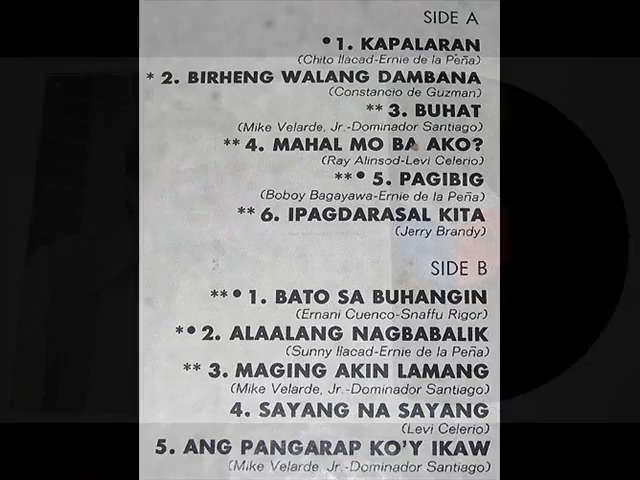 SIDE A
• 1. KAPALARAN
(Chito Ilacad-Ernie de la Peña)
* 2. BIRHENG WALANG DAMBANA
(Constancio de Guzman)
** 3. BUHAT
(Mike Velarde, Jr.-Dominador Santiago)
** 4. MAHAL MO BA AKO?
(Ray Alinsod-Levi Celerio)
**• 5. PAGIBIG
(Boboy Bagayawa-Ernie de la Peña)
** 6. IPAGDARASAL KITA
(Jerry Brandy)
SIDE B
**• 1. BATO SA BUHANGIN
(Ernani Cuenco-Snaffu Rigor)
*• 2. ALAALANG NAGBABALIK
(Sunny Ilacad-Ernie de la Peña)
** 3. MAGING AKIN LAMANG
(Mike Velarde, Jr.-Dominador Santiago)
4. SAYANG NA SAYANG
(Levi Celerio)
5. ANG PANGARAP KO'Y IKAW
(Mike Velarde, Jr.-Dominador Santiago)